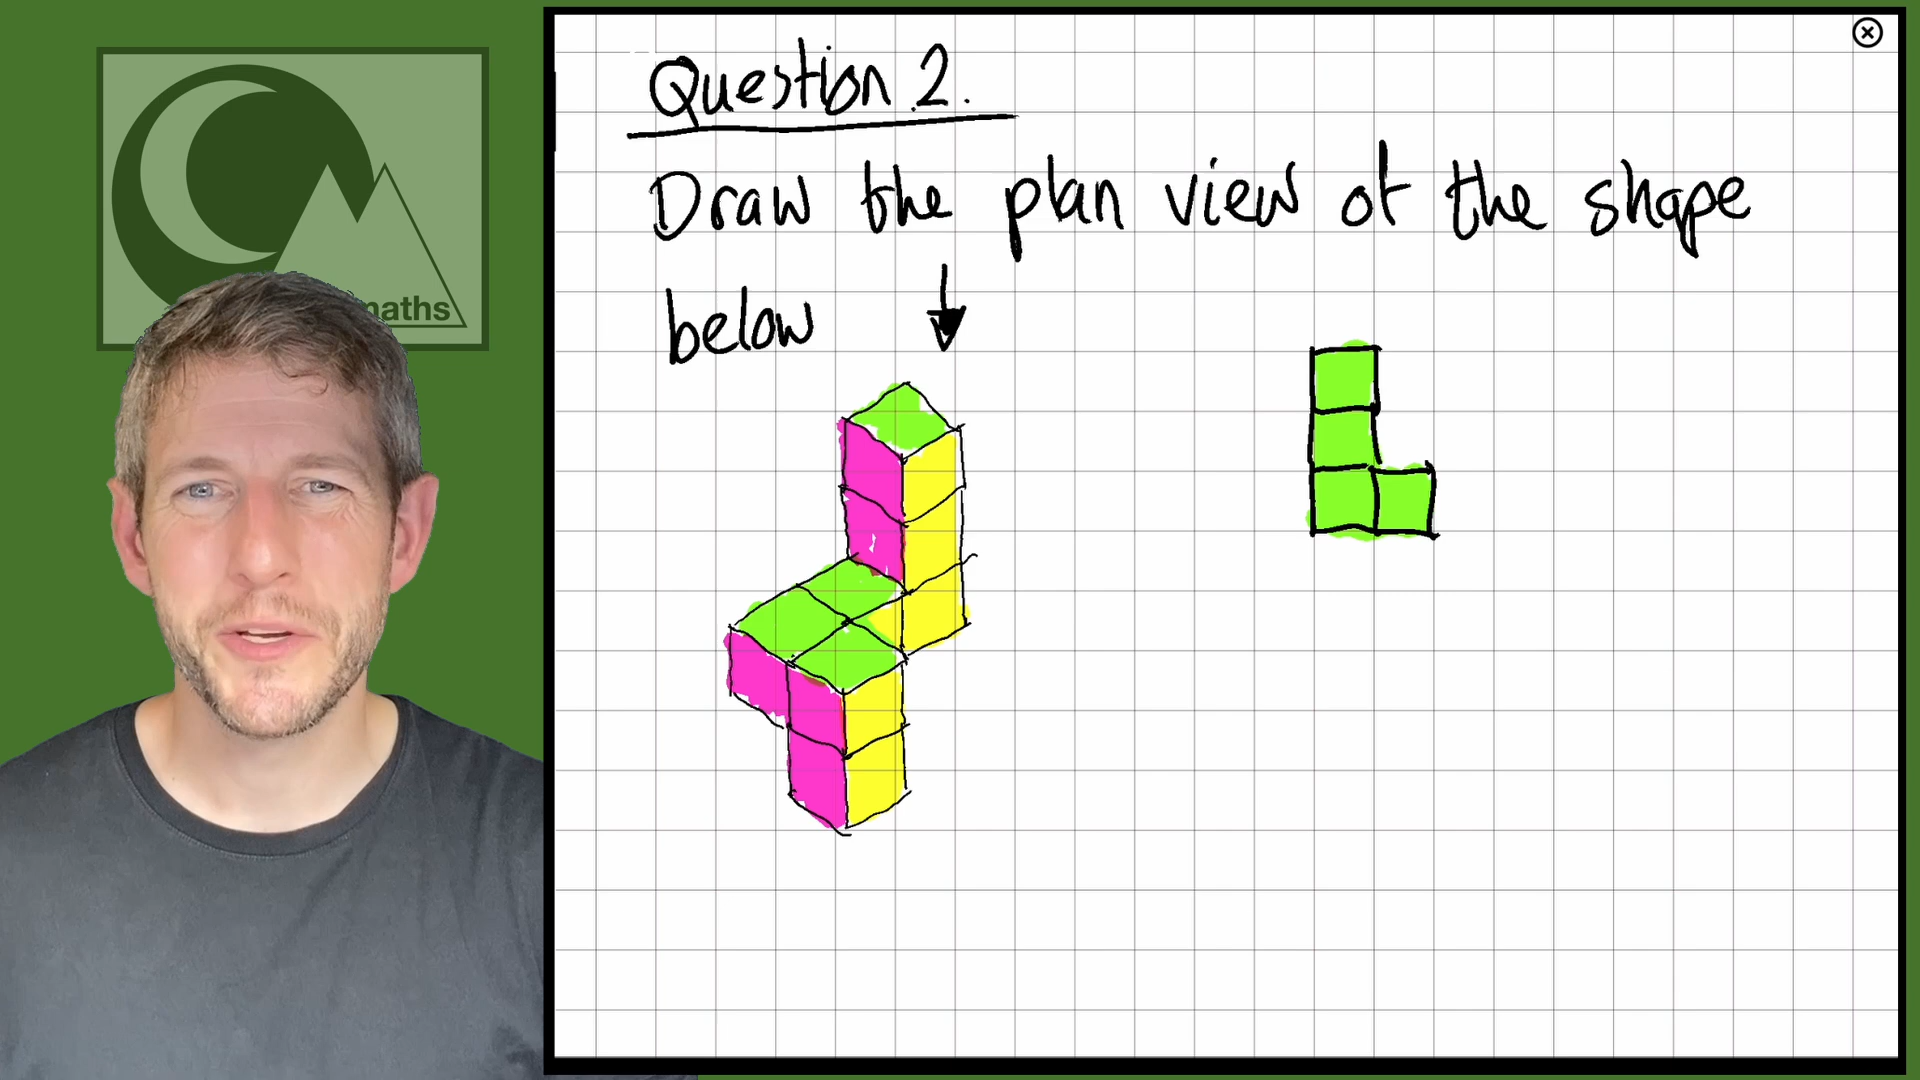 Question 2.
Draw the plan view of the shape
below
maths